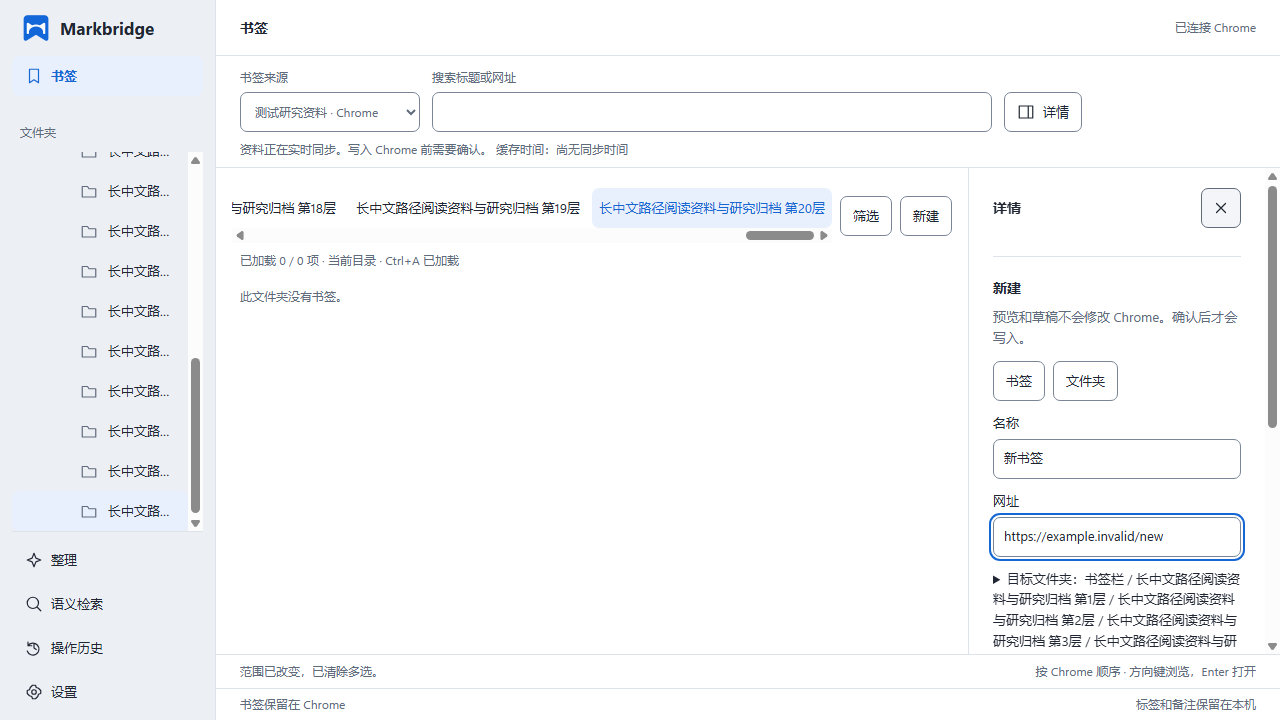 Markbridge
书签
文件夹
长中文路...
长中文路...
长中文路...
长中文路...
长中文路...
长中文路...
长中文路...
长中文路...
长中文路...
长中文路...
整理
语义检索
操作历史
设置
书签
已连接 Chrome
书签来源
搜索标题或网址
测试研究资料 · Chrome
详情
资料正在实时同步。写入 Chrome 前需要确认。 缓存时间：尚无同步时间
与研究归档 第18层
长中文路径阅读资料与研究归档 第19层
长中文路径阅读资料与研究归档 第20层
筛选
新建
已加载 0 / 0 项 · 当前目录 · Ctrl+A 已加载
此文件夹没有书签。
详情
新建
预览和草稿不会修改 Chrome。确认后才会
写入。
书签
文件夹
名称
新书签
网址
https://example.invalid/new
目标文件夹：书签栏 / 长中文路径阅读资
料与研究归档 第1层 / 长中文路径阅读资料
与研究归档 第2层 / 长中文路径阅读资料与
研究归档 第3层 / 长中文路径阅读资料与研
范围已改变，已清除多选。
按 Chrome 顺序 · 方向键浏览，Enter 打开
书签保留在 Chrome
标签和备注保留在本机